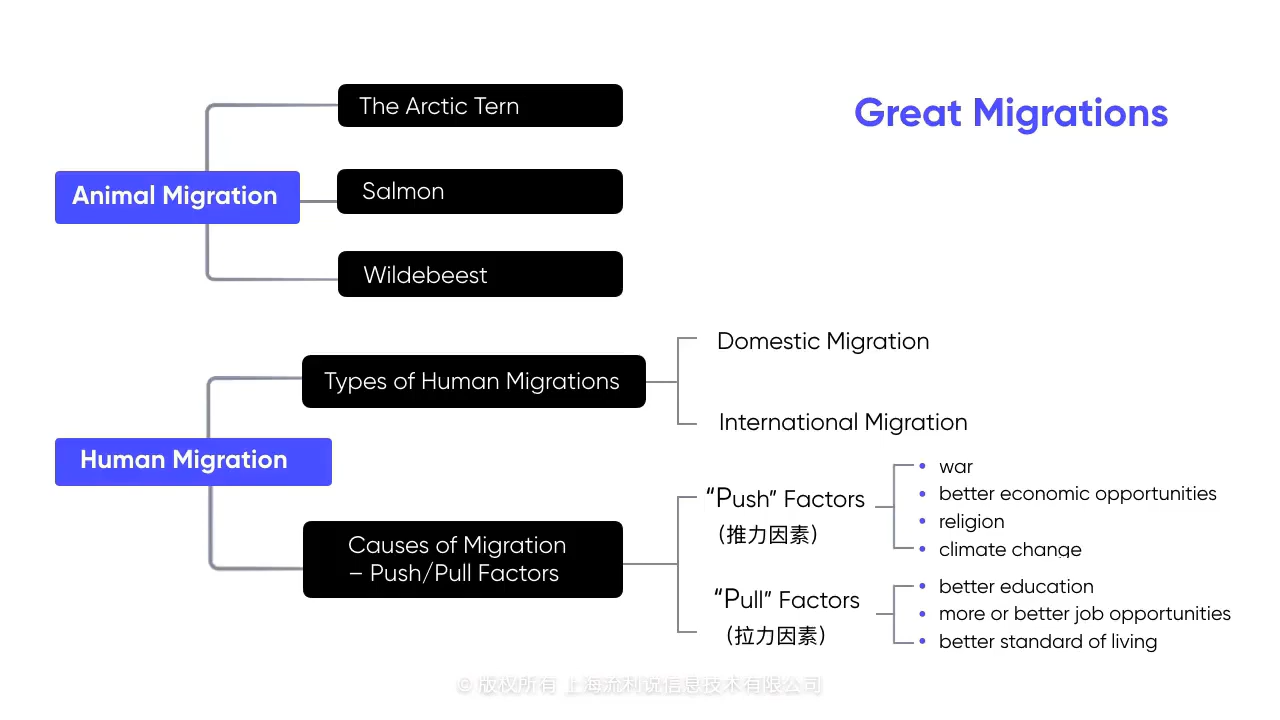 Great Migrations
The Arctic Tern
Animal Migration
Salmon
Wildebeest
Domestic Migration
Types of Human Migrations
International Migration
Human Migration
Causes of Migration
– Push/Pull Factors
“Push” Factors
（推力因素）
• war
• better economic opportunities
• religion
• climate change
“Pull” Factors
（拉力因素）
• better education
• more or better job opportunities
• better standard of living
© 版权所有 上海流利说信息技术有限公司